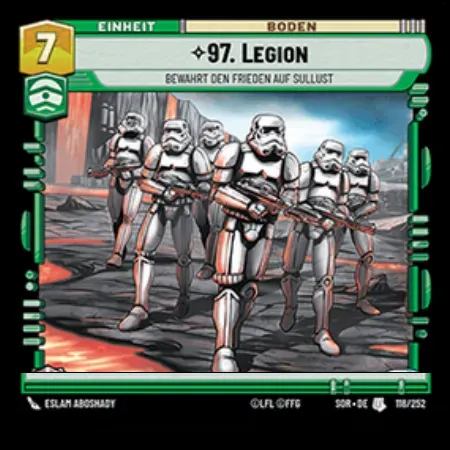 EINHEIT
BODEN
7
97. LEGION
BEWAHRT DEN FRIEDEN AUF SULLUST
ESLAM ABOSHADY
©LFL ©FFG
SOR • DE
118/252